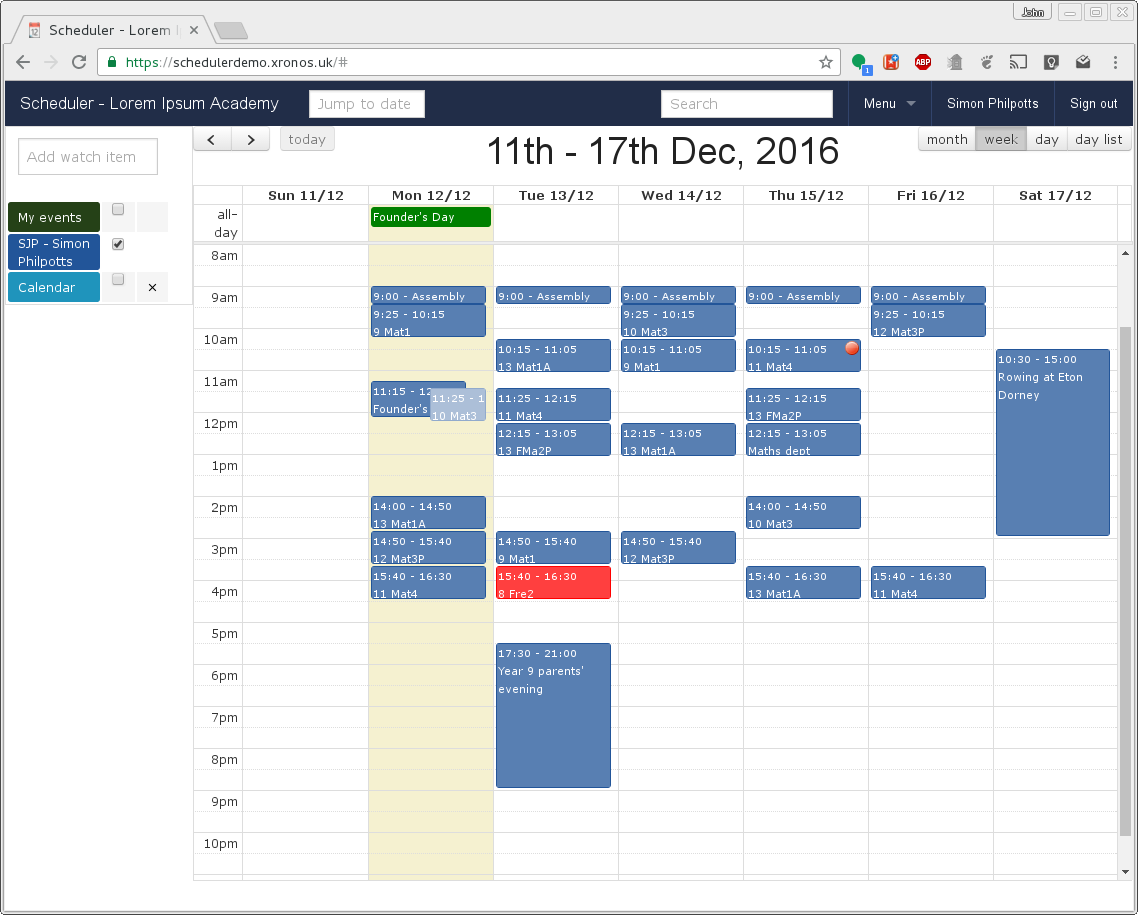 John
Scheduler - Lorem I
https://schedulerdemo.xronos.uk/#
1
ABP
Scheduler - Lorem Ipsum Academy
Jump to date
Search
Menu
Simon Philpotts
Sign out
Add watch item
My events
SJP - Simon
Philpotts
Calendar
today
11th - 17th Dec, 2016
month
week
day
day list
Sun 11/12
Mon 12/12
Tue 13/12
Wed 14/12
Thu 15/12
Fri 16/12
Sat 17/12
all-
day
Founder's Day
8am
9am
10am
11am
12pm
1pm
2pm
3pm
4pm
5pm
6pm
7pm
8pm
9pm
10pm
9:00 - Assembly
9:25 - 10:15
9 Mat1
11:15 - 12
Founder's
11:25 - 1
10 Mat3
14:00 - 14:50
13 Mat1A
14:50 - 15:40
12 Mat3P
15:40 - 16:30
11 Mat4
9:00 - Assembly
10:15 - 11:05
13 Mat1A
11:25 - 12:15
11 Mat4
12:15 - 13:05
13 FMa2P
14:50 - 15:40
9 Mat1
15:40 - 16:30
8 Fre2
17:30 - 21:00
Year 9 parents'
evening
9:00 - Assembly
9:25 - 10:15
10 Mat3
10:15 - 11:05
9 Mat1
12:15 - 13:05
13 Mat1A
14:50 - 15:40
12 Mat3P
9:00 - Assembly
10:15 - 11:05
11 Mat4
11:25 - 12:15
13 FMa2P
12:15 - 13:05
Maths dept
14:00 - 14:50
10 Mat3
15:40 - 16:30
13 Mat1A
9:00 - Assembly
9:25 - 10:15
12 Mat3P
15:40 - 16:30
11 Mat4
10:30 - 15:00
Rowing at Eton
Dorney